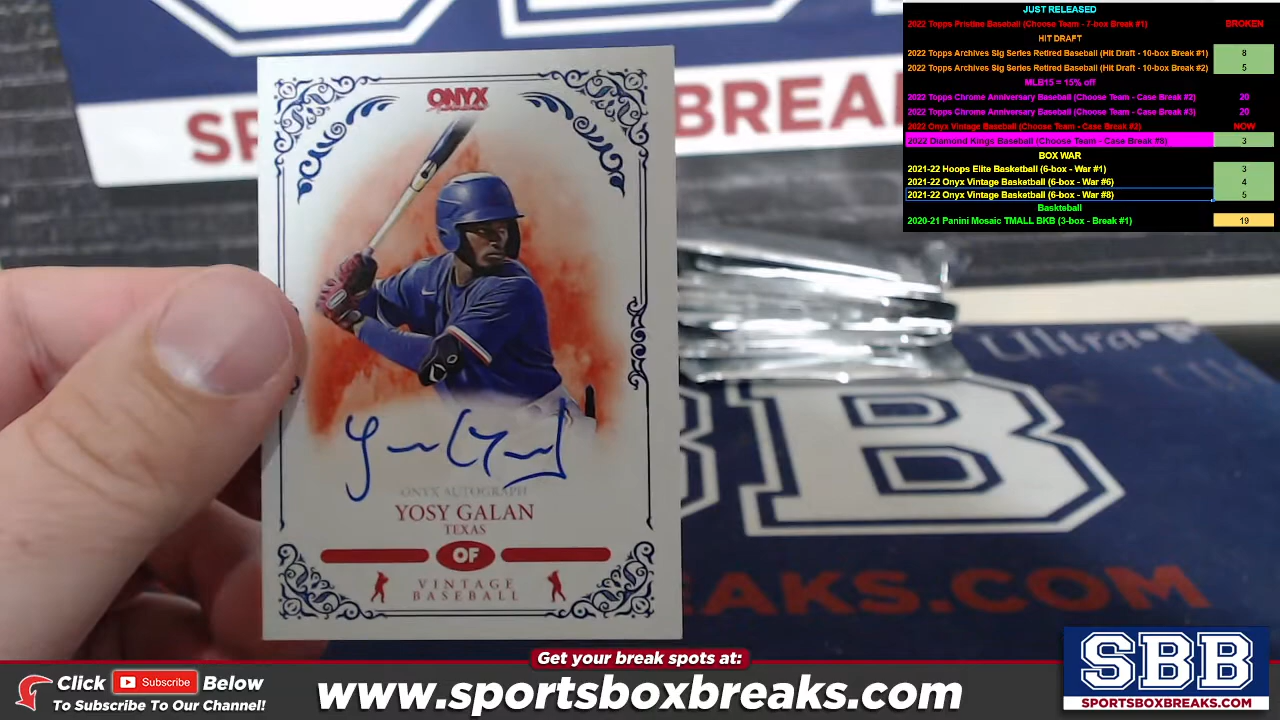 JUST RELEASED
2022 Topps Pristine Baseball (Choose Team - 7-box Break #1) BROKEN
HIT DRAFT
2022 Topps Archives Sig Series Retired Baseball (Hit Draft - 10-box Break #1) 8
2022 Topps Archives Sig Series Retired Baseball (Hit Draft - 10-box Break #2) 5
MLB15 = 15% off
2022 Topps Chrome Anniversary Baseball (Choose Team - Case Break #2) 20
2022 Topps Chrome Anniversary Baseball (Choose Team - Case Break #3) 20
2022 Onyx Vintage Baseball (Choose Team - Case Break #2) NOW
2022 Diamond Kings Baseball (Choose Team - Case Break #8) 3
BOX WAR
2021-22 Hoops Elite Basketball (6-box - War #1) 3
2021-22 Onyx Vintage Basketball (6-box - War #6) 4
2021-22 Onyx Vintage Basketball (6-box - War #8) 5
Baskteball
2020-21 Panini Mosaic TMALL BKB (3-box - Break #1) 19
BREA
ONYX
Ultra
BB
EAKS.COM
ONYX AUTOGRAPH
YOSY GALAN
TEXAS
OF
VINTAGE
BASEBALL
Get your break spots at:
Click Subscribe Below
To Subscribe To Our Channel!
www.sportsboxbreaks.com
SBB
SPORTSBOXBREAKS.COM